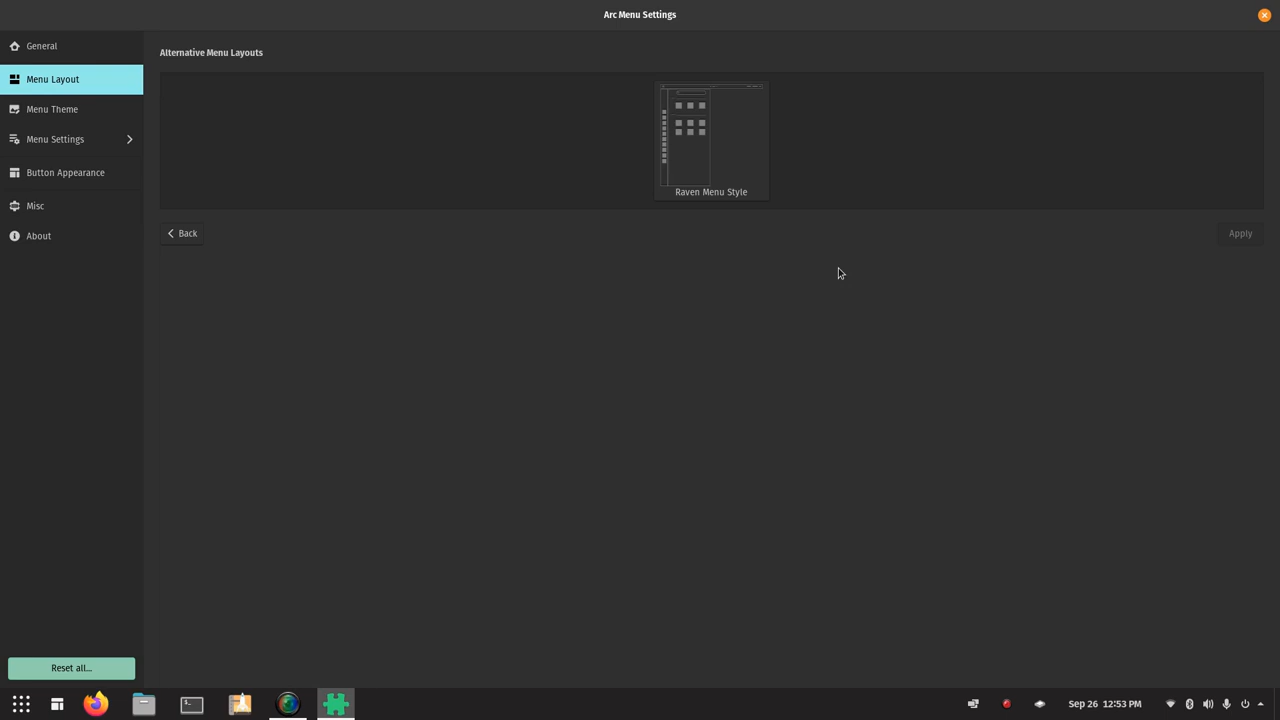 Arc Menu Settings
General
Menu Layout
Menu Theme
Menu Settings
Button Appearance
Misc
About
Reset all...
Alternative Menu Layouts
Raven Menu Style
Back
Apply
Sep 26 12:53 PM